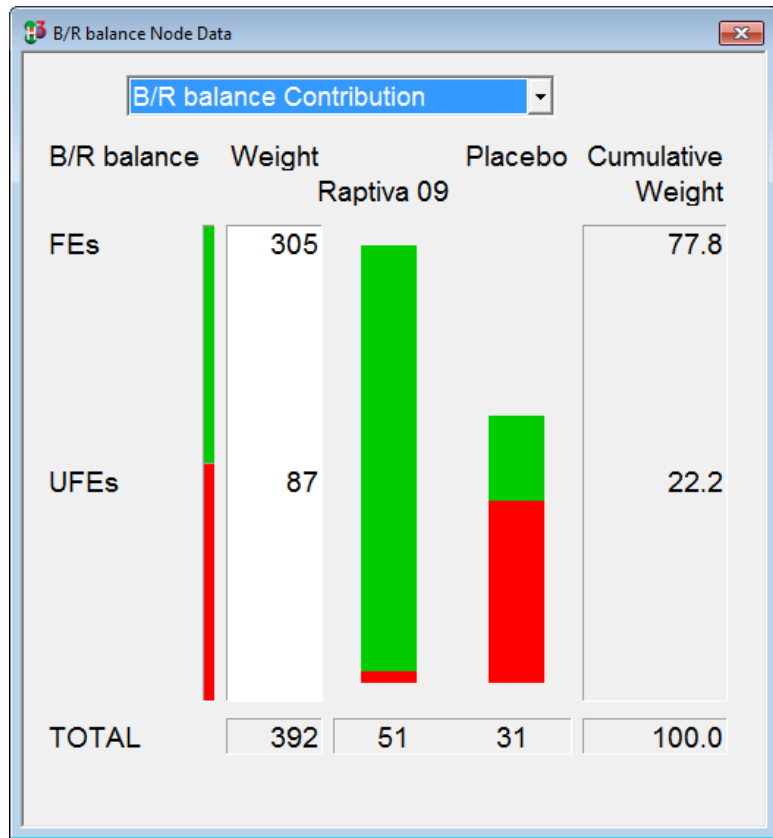 B/R balance Node Data
B/R balance Contribution
B/R balance Weight Placebo Cumulative
Raptiva 09 Weight
FEs 305 77.8
UFEs 87 22.2
TOTAL 392 51 31 100.0